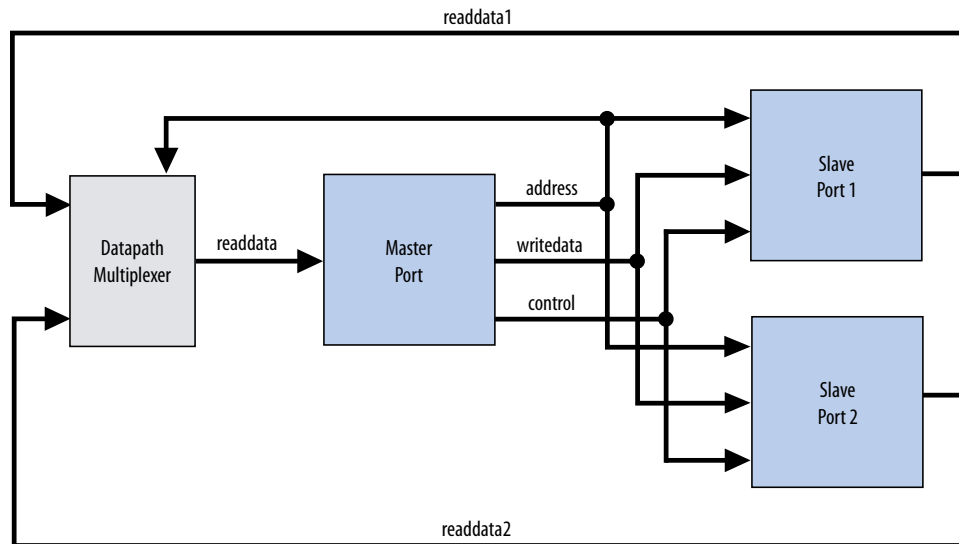 readdata1
Slave
Port 1
address
Datapath
Multiplexer
readdata
Master
Port
writedata
control
Slave
Port 2
readdata2